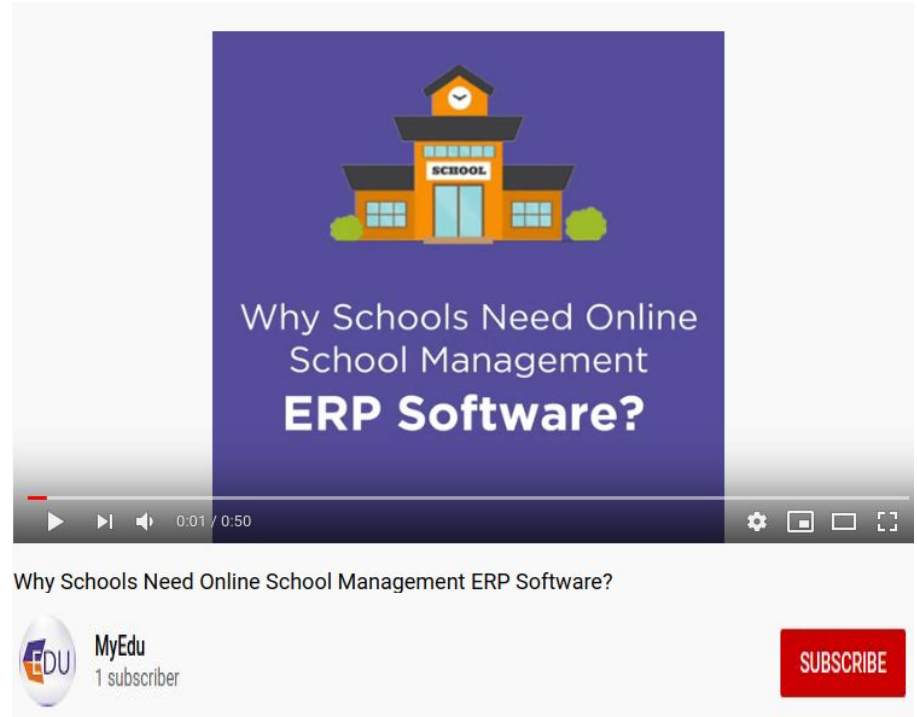 SCHOOL
Why Schools Need Online
School Management
ERP Software?
0:01 / 0:50
Why Schools Need Online School Management ERP Software?
EDU
MyEdu
1 subscriber
SUBSCRIBE